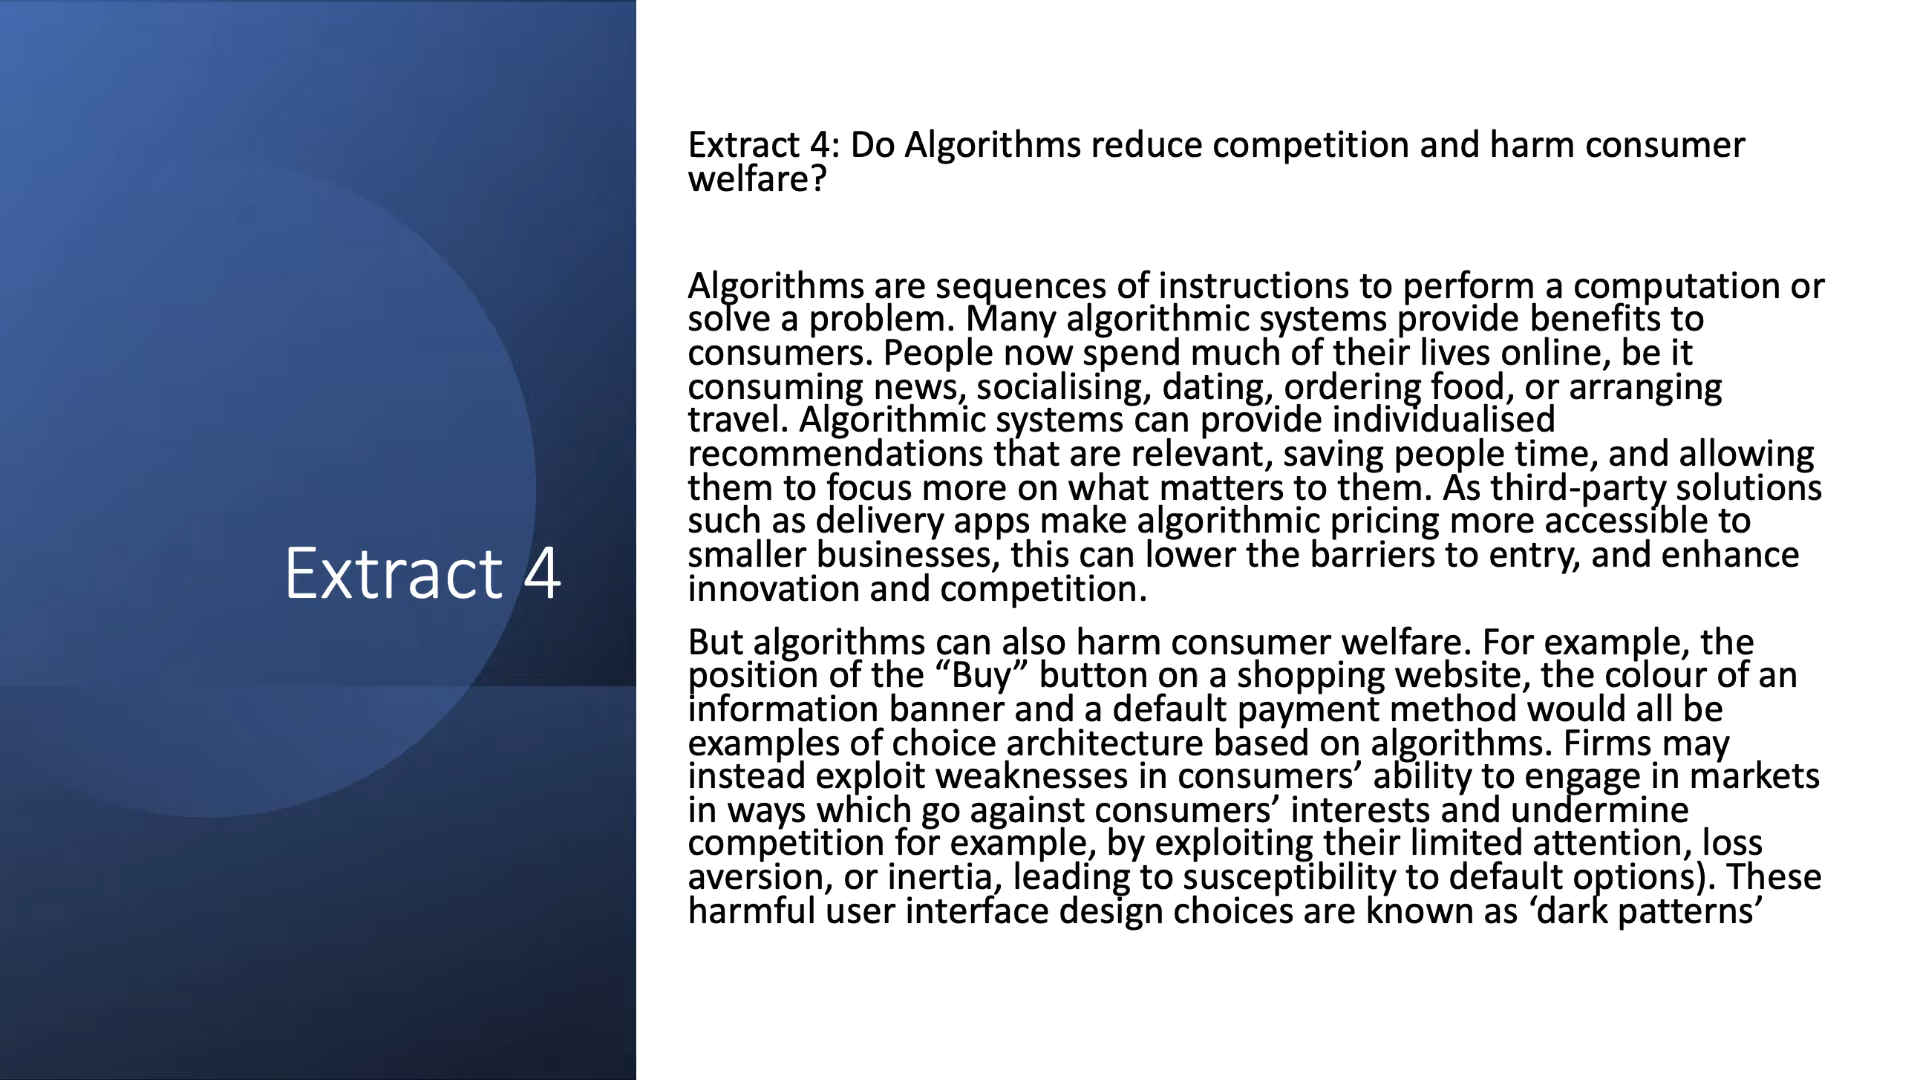 Extract 4
Extract 4: Do Algorithms reduce competition and harm consumer
welfare?
Algorithms are sequences of instructions to perform a computation or
solve a problem. Many algorithmic systems provide benefits to
consumers. People now spend much of their lives online, be it
consuming news, socialising, dating, ordering food, or arranging
travel. Algorithmic systems can provide individualised
recommendations that are relevant, saving people time, and allowing
them to focus more on what matters to them. As third-party solutions
such as delivery apps make algorithmic pricing more accessible to
smaller businesses, this can lower the barriers to entry, and enhance
innovation and competition.
But algorithms can also harm consumer welfare. For example, the
position of the “Buy” button on a shopping website, the colour of an
information banner and a default payment method would all be
examples of choice architecture based on algorithms. Firms may
instead exploit weaknesses in consumers’ ability to engage in markets
in ways which go against consumers’ interests and undermine
competition for example, by exploiting their limited attention, loss
aversion, or inertia, leading to susceptibility to default options). These
harmful user interface design choices are known as ‘dark patterns’